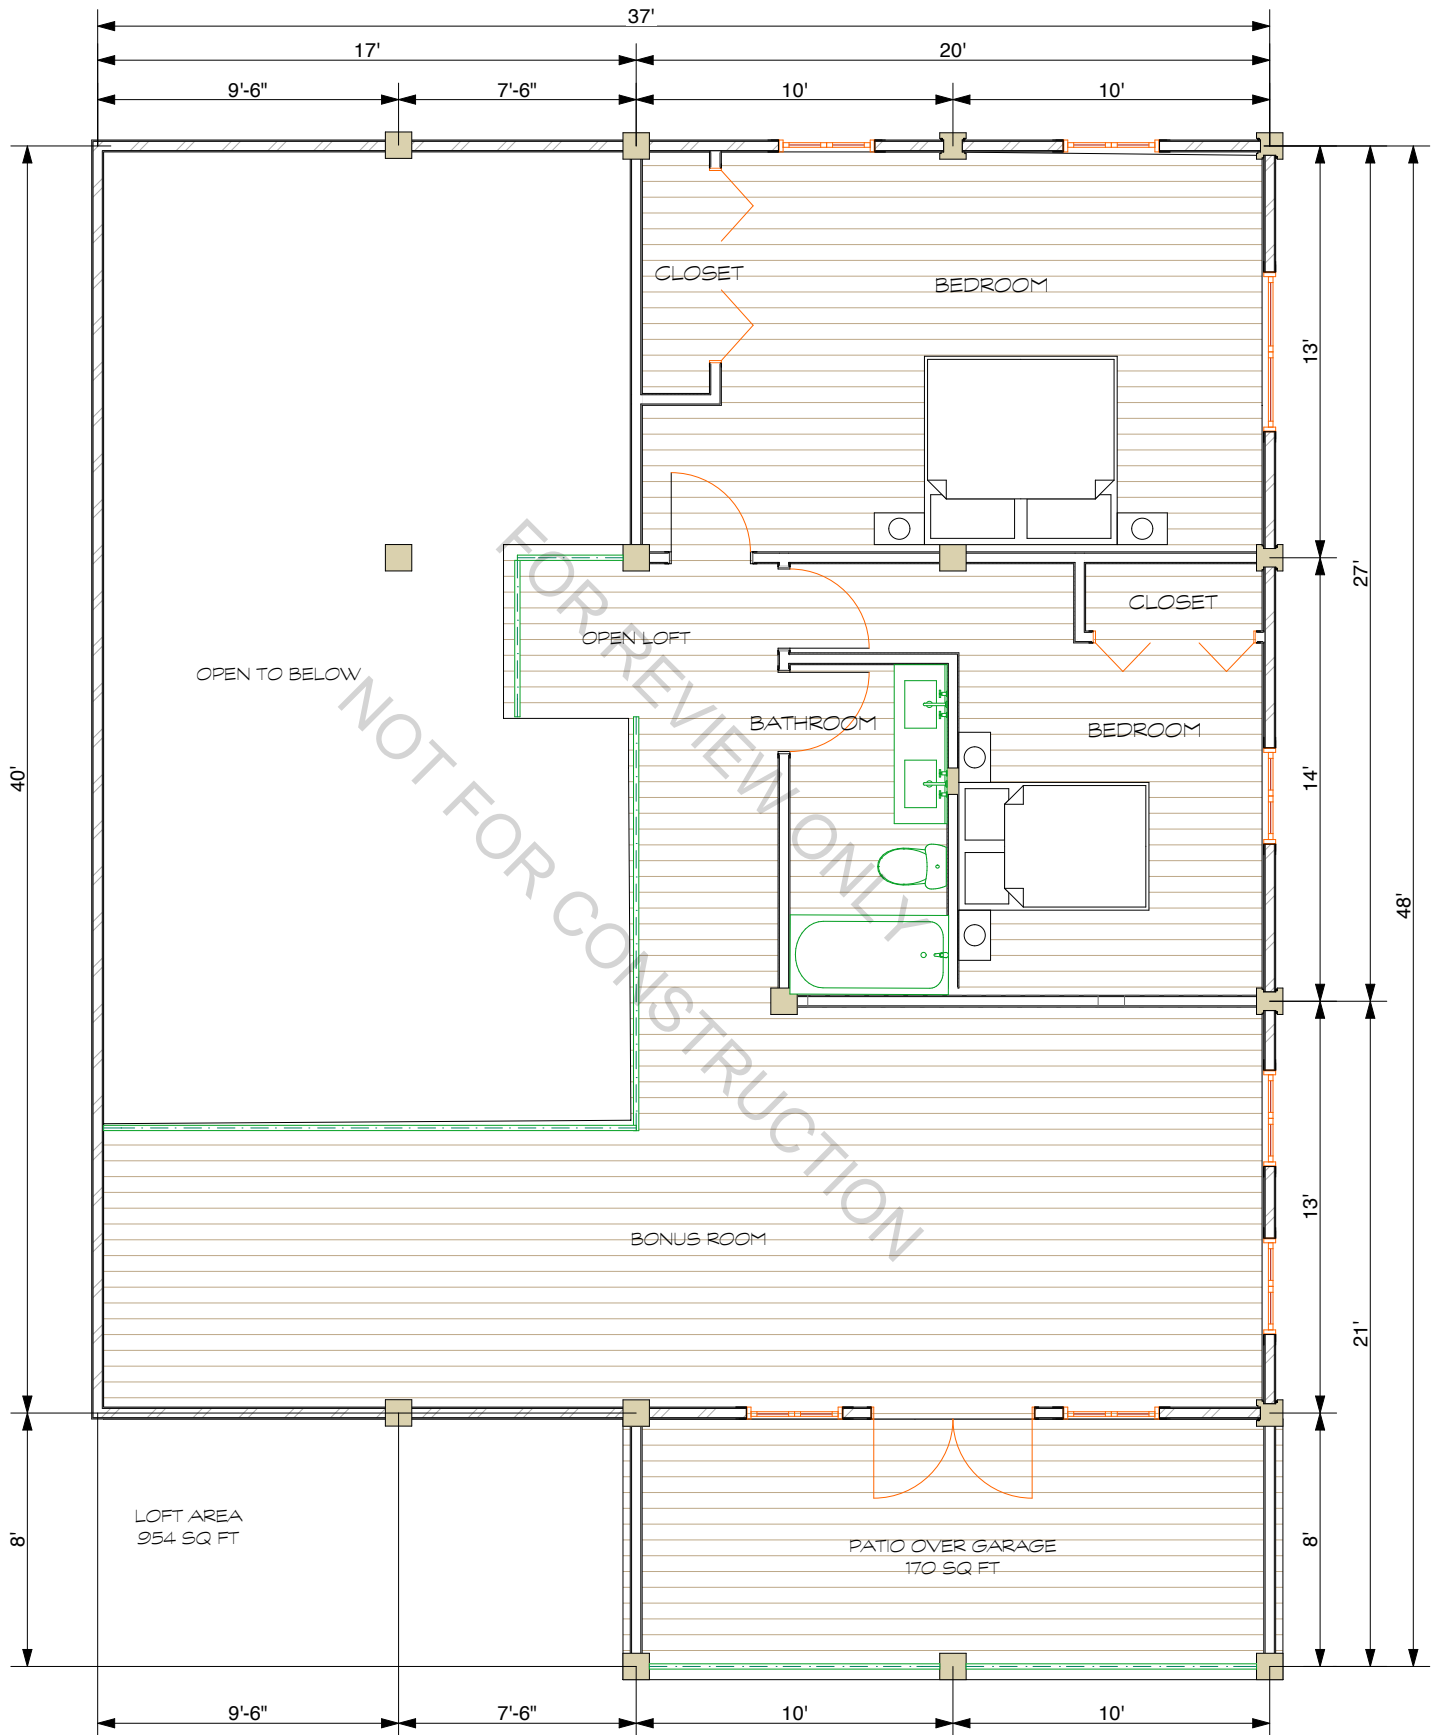 37'
17'
20'
9'-6"
7'-6"
10'
10'
CLOSET
BEDROOM
13'
27'
OPEN LOFT
CLOSET
OPEN TO BELOW
BATHROOM
BEDROOM
14'
40'
48'
FOR REVIEW ONLY
NOT FOR CONSTRUCTION
13'
BONUS ROOM
21'
LOFT AREA
954 SQ FT
8'
PATIO OVER GARAGE
170 SQ FT
8'
9'-6"
7'-6"
10'
10'